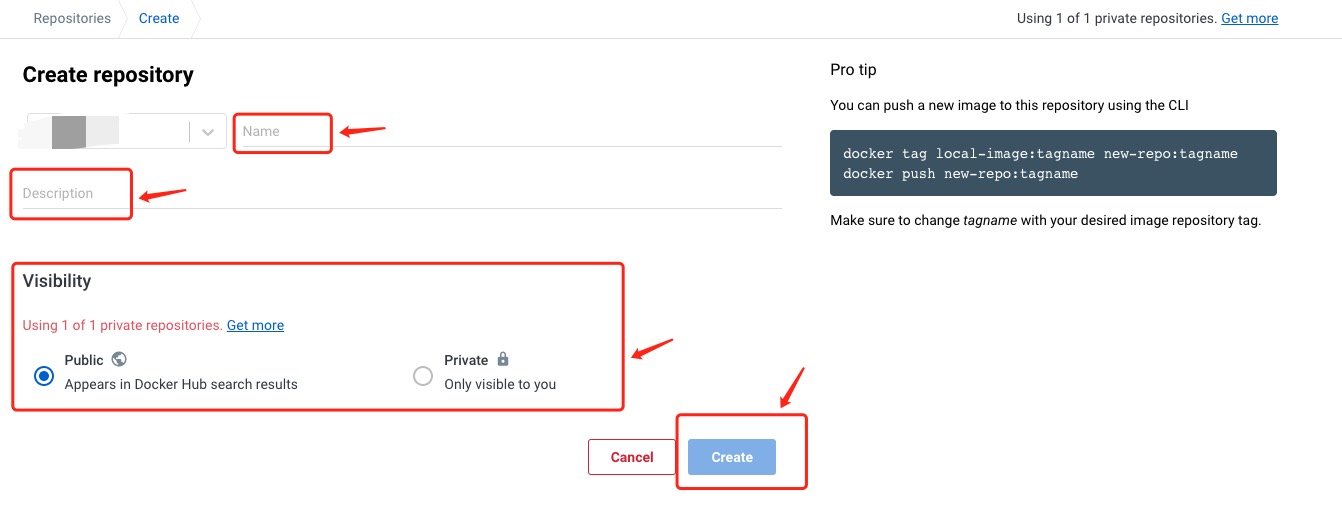 Repositories
Create
Using 1 of 1 private repositories. Get more
Create repository
Name
Description
Visibility
Using 1 of 1 private repositories. Get more
Public
Appears in Docker Hub search results
Private
Only visible to you
Cancel
Create
Pro tip
You can push a new image to this repository using the CLI
docker tag local-image:tagname new-repo:tagname
docker push new-repo:tagname
Make sure to change tagname with your desired image repository tag.